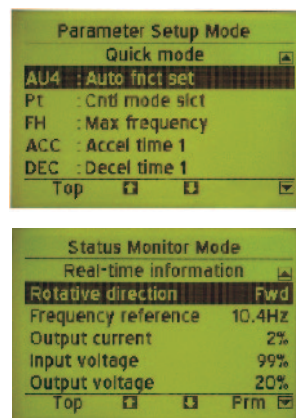 Parameter Setup Mode
Quick mode
AU4 : Auto fnct set
Pt : Cntl mode slct
FH : Max frequency
ACC : Accel time 1
DEC : Decel time 1
Top
Status Monitor Mode
Real-time information
Rotative direction Fwd
Frequency reference 10.4Hz
Output current 2%
Input voltage 99%
Output voltage 20%
Top Prm